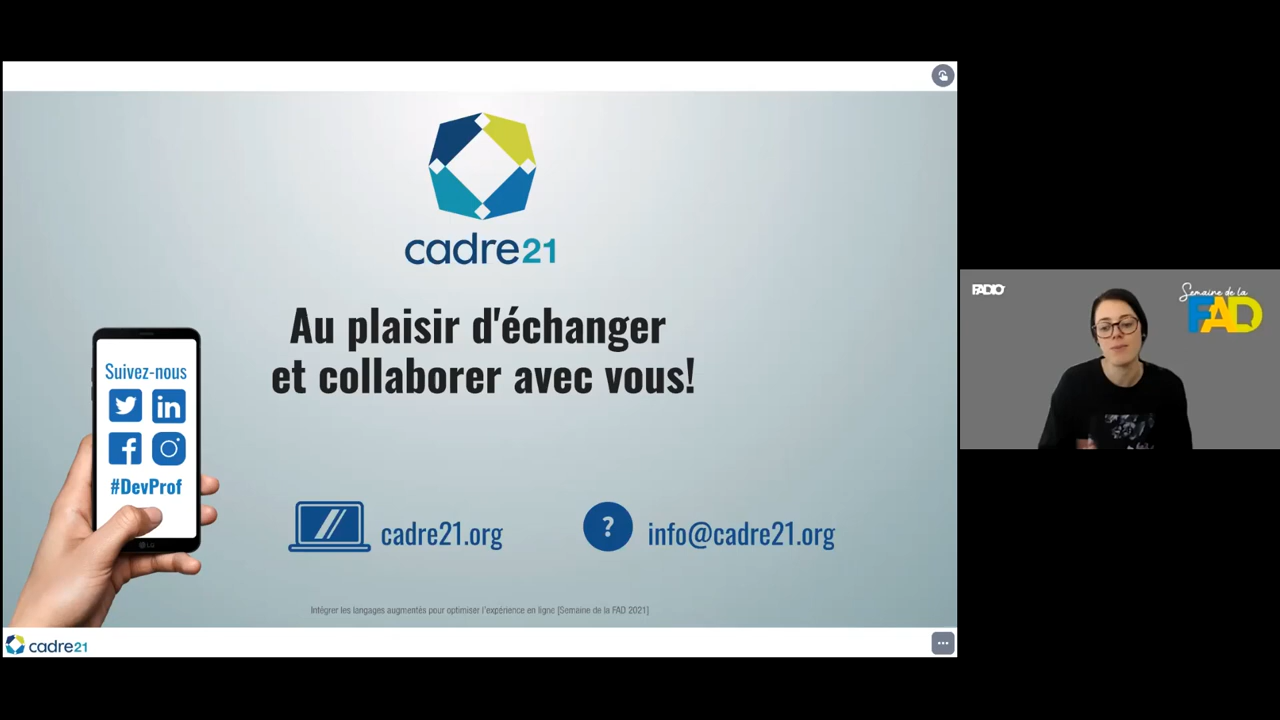 cadre21
Au plaisir d'échanger
et collaborer avec vous!
Suivez-nous
#DevProf
LG
cadre21.org
?
info@cadre21.org
Intégrer les langages augmentés pour optimiser l'expérience en ligne [Semaine de la FAD 2021]
cadre21
FADIO
Semaine de la
FAD